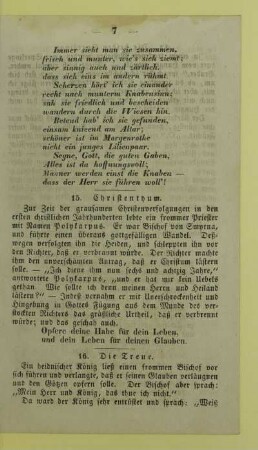 7
Immer sieht man sie zusammen,
frisch und munter, wie's sich ziemt;
aber sinnig auch und zärtlich,
dass sich eins im andern rühmt.
Scherzen hört' ich sie einander
recht nach munterm Knabensinn;
sah sie friedlich und bescheiden
wandern durch die Wiesen hin.
Betend hab' ich sie gefunden,
einsam knieend am Altar;
schöner ist im Morgenrothe
nicht ein junges Lilienpaar.
Segne, Gott, die guten Gaben,
Alles ist da hoffnungsvoll;
Männer werden einst die Knaben —
dass der Herr sie führen woll'!
15. Christenthum.
Zur Zeit der grausamen Christenverfolgungen in den
ersten christlichen Jahrhunderten lebte ein frommer Priester
mit Namen Polykarpus. Er war Bischof von Smyrna,
und führte einen überaus gottgefälligen Wandel. Deß-
wegen verfolgten ihn die Heiden, und schleppten ihn vor
den Richter, daß er verbrannt würde. Der Richter machte
ihm den unverschämten Antrag, daß er Christum lästern
sollte. — „Ich diene ihm nun sechs und achtzig Jahre,"
antwortete Polykarpus, „und er hat mir kein Uebels
gethan. Wie sollte ich denn meinen Herrn und Heiland
lästern?" — Indeß vernahm er mit Unerschrockenheit und
Hingebung in Gottes Fügung aus dem Munde des ver-
stockten Richters das gräßliche Urtheil, daß er verbrannt
würde; und das geschah auch.
Opfere deine Habe für dein Leben,
und dein Leben für deinen Glauben.
16. Die Treue.
Ein heidnischer König ließ einen frommen Bischof vor
sich führen und verlangte, daß er seinen Glauben verläugnen
und den Götzen opfern solle. Der Bischof aber sprach:
„Mein Herr und König, das thue ich nicht."
Da ward der König sehr entrüstet und sprach: „Weißt